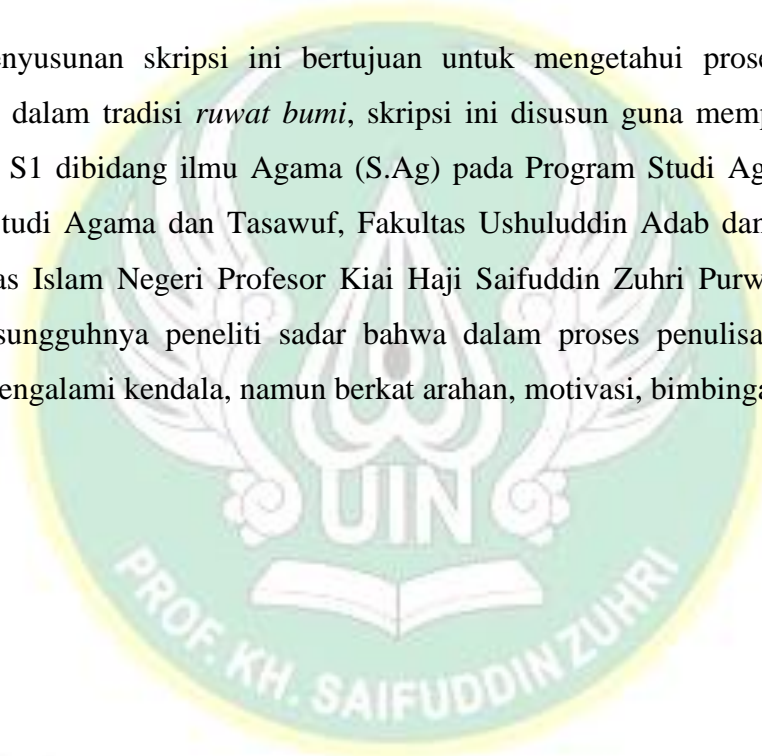 enyusunan skripsi ini bertujuan untuk mengetahui pros
dalam tradisi ruwat bumi, skripsi ini disusun guna mem
S1 dibidang ilmu Agama (S.Ag) pada Program Studi Ag
tudi Agama dan Tasawuf, Fakultas Ushuluddin Adab dan
as Islam Negeri Profesor Kiai Haji Saifuddin Zuhri Purw
sungguhnya peneliti sadar bahwa dalam proses penulisa
engalami kendala, namun berkat arahan, motivasi, bimbinga
UIN
PROF. KH. SAIFUDDIN ZUHRI